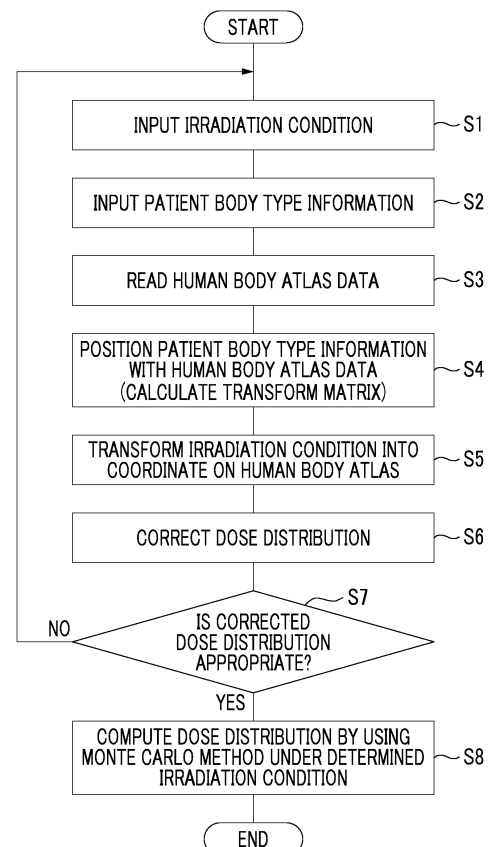 START
INPUT IRRADIATION CONDITION
S1
INPUT PATIENT BODY TYPE INFORMATION
S2
READ HUMAN BODY ATLAS DATA
S3
POSITION PATIENT BODY TYPE INFORMATION
WITH HUMAN BODY ATLAS DATA
(CALCULATE TRANSFORM MATRIX)
S4
TRANSFORM IRRADIATION CONDITION INTO
COORDINATE ON HUMAN BODY ATLAS
S5
CORRECT DOSE DISTRIBUTION
S6
S7
IS CORRECTED
DOSE DISTRIBUTION
APPROPRIATE?
NO
YES
COMPUTE DOSE DISTRIBUTION BY USING
MONTE CARLO METHOD UNDER DETERMINED
IRRADIATION CONDITION
S8
END